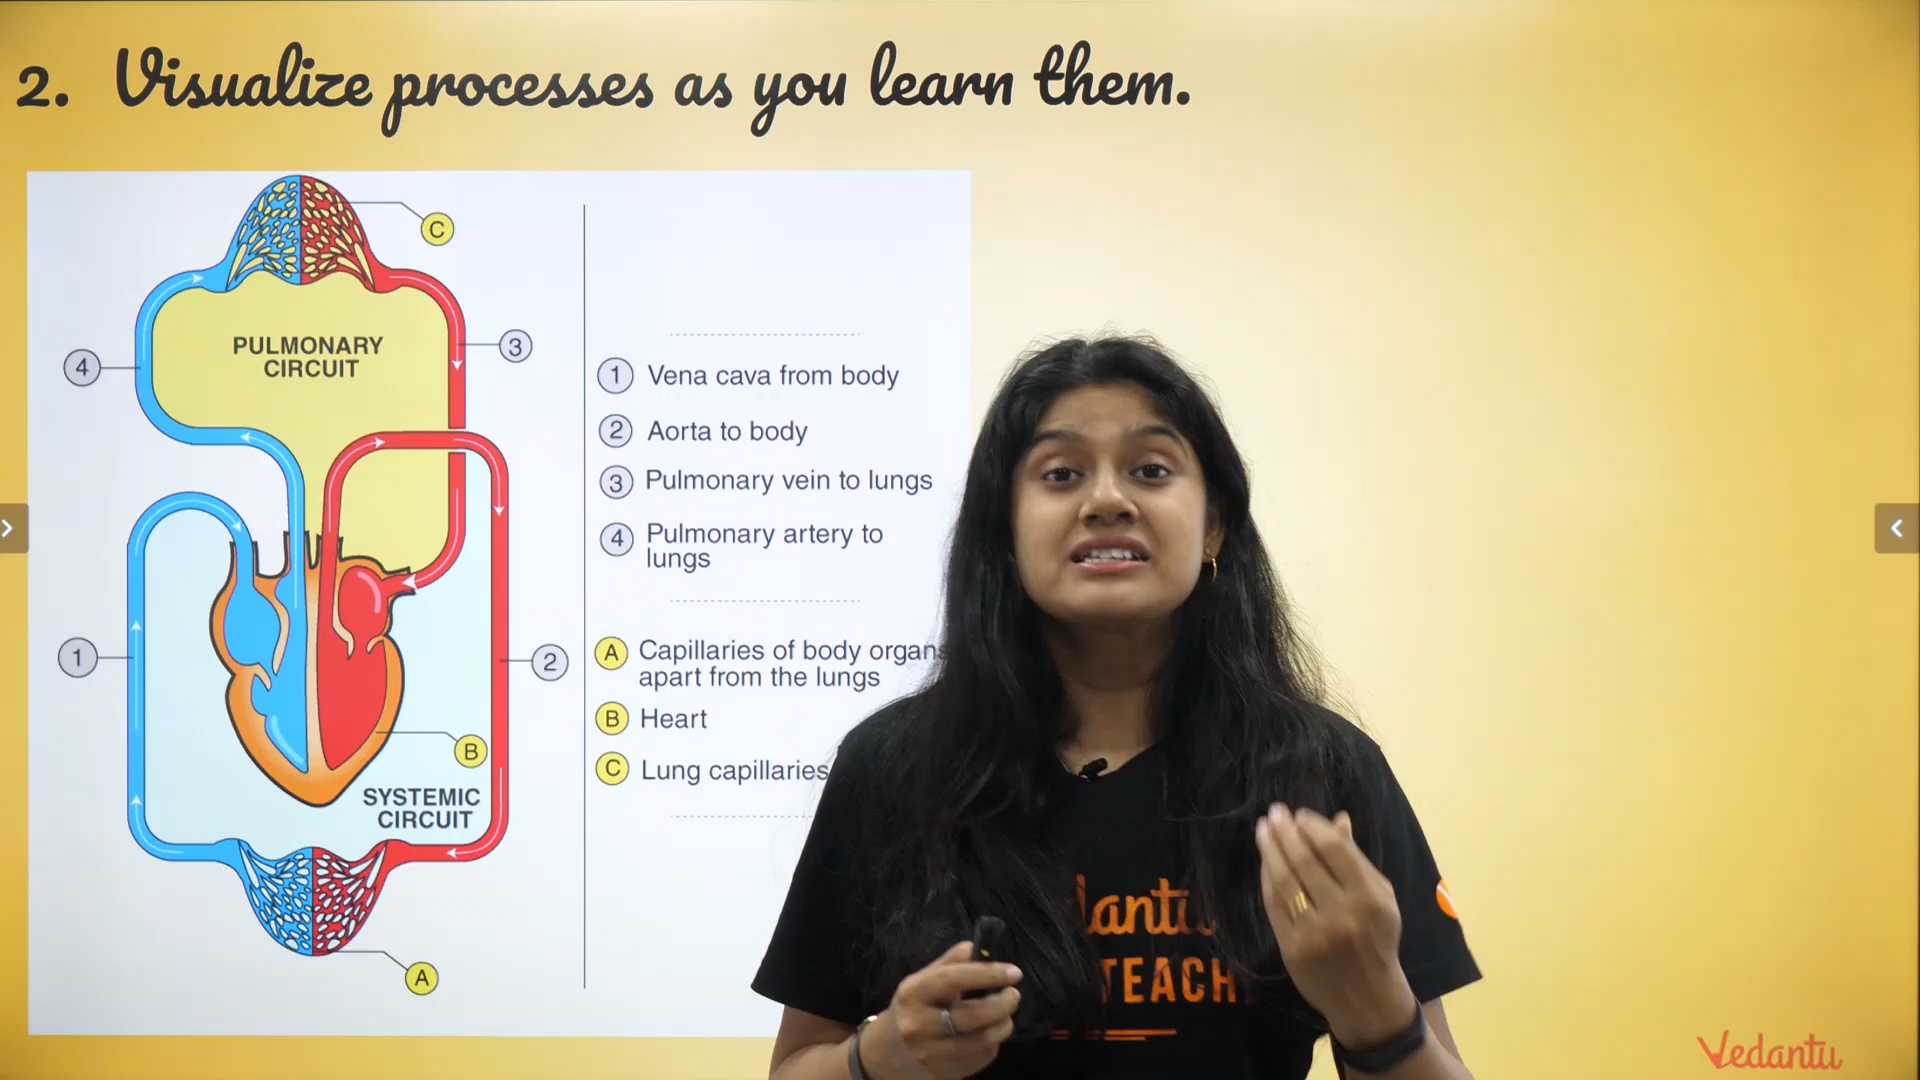 2. Visualize processes as you learn them.
C
PULMONARY
CIRCUIT
4
3
1
2
B
SYSTEMIC
CIRCUIT
A
1 Vena cava from body
2 Aorta to body
3 Pulmonary vein to lungs
4 Pulmonary artery to
lungs
A Capillaries of body organs
apart from the lungs
B Heart
C Lung capillaries
TEACH
Vedantu